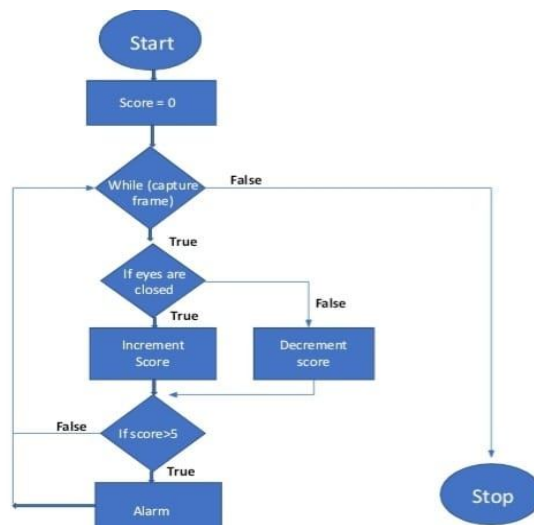 Start
Score = 0
While (capture
frame)
False
True
If eyes are
closed
False
True
Increment
Score
Decrement
score
False
If score>5
True
Alarm
Stop